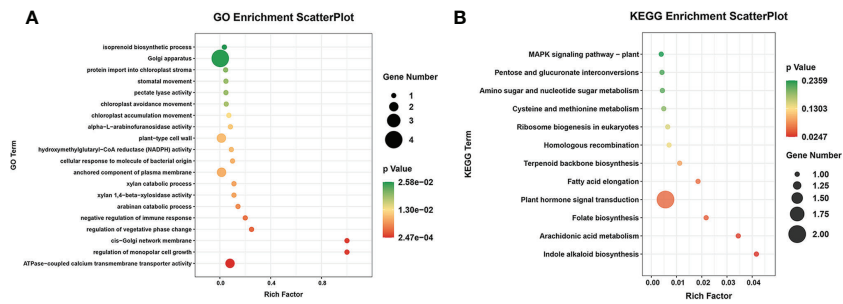 A
GO Enrichment ScatterPlot
GO Term
isoprenoid biosynthetic process
Golgi apparatus
protein import into chloroplast stroma
stomatal movement
pectate lyase activity
chloroplast avoidance movement
chloroplast accumulation movement
alpha-L-arabinofuranosidase activity
plant-type cell wall
hydroxymethylglutaryl-CoA reductase (NADPH) activity
cellular response to molecule of bacterial origin
anchored component of plasma membrane
xylan catabolic process
xylan 1,4-beta-xylosidase activity
arabinan catabolic process
negative regulation of immune response
regulation of vegetative phase change
cis-Golgi network membrane
regulation of monopolar cell growth
ATPase-coupled calcium transmembrane transporter activity
0.0 0.4 0.8
Rich Factor
Gene Number
1
2
3
4
p Value
2.58e-02
1.30e-02
2.47e-04
B
KEGG Enrichment ScatterPlot
KEGG Term
MAPK signaling pathway - plant
Pentose and glucuronate interconversions
Amino sugar and nucleotide sugar metabolism
Cysteine and methionine metabolism
Ribosome biogenesis in eukaryotes
Homologous recombination
Terpenoid backbone biosynthesis
Fatty acid elongation
Plant hormone signal transduction
Folate biosynthesis
Arachidonic acid metabolism
Indole alkaloid biosynthesis
0.00 0.01 0.02 0.03 0.04
Rich Factor
p Value
0.2359
0.1303
0.0247
Gene Number
1.00
1.25
1.50
1.75
2.00